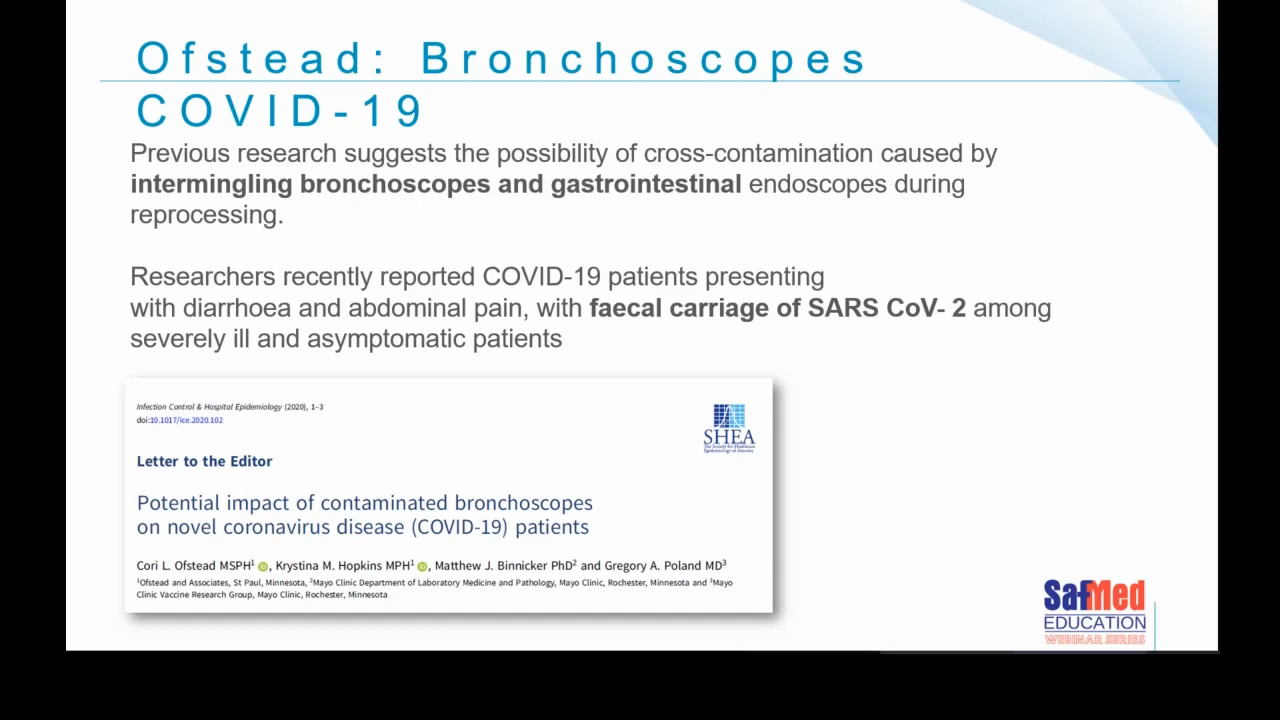 Ofstead: Bronchoscopes
COVID-19
Previous research suggests the possibility of cross-contamination caused by
intermingling bronchoscopes and gastrointestinal endoscopes during
reprocessing.
Researchers recently reported COVID-19 patients presenting
with diarrhoea and abdominal pain, with faecal carriage of SARS CoV- 2 among
severely ill and asymptomatic patients
Infection Control & Hospital Epidemiology (2020), 1–3
doi:10.1017/ice.2020.102
SHEA
The Society for Healthcare
Epidemiology of America
Letter to the Editor
Potential impact of contaminated bronchoscopes
on novel coronavirus disease (COVID-19) patients
Cori L. Ofstead MSPH¹, Krystina M. Hopkins MPH¹, Matthew J. Binnicker PhD² and Gregory A. Poland MD³
¹Ofstead and Associates, St Paul, Minnesota, ²Mayo Clinic Department of Laboratory Medicine and Pathology, Mayo Clinic, Rochester, Minnesota and ³Mayo
Clinic Vaccine Research Group, Mayo Clinic, Rochester, Minnesota
SafMed
EDUCATION
WEBINAR SERIES